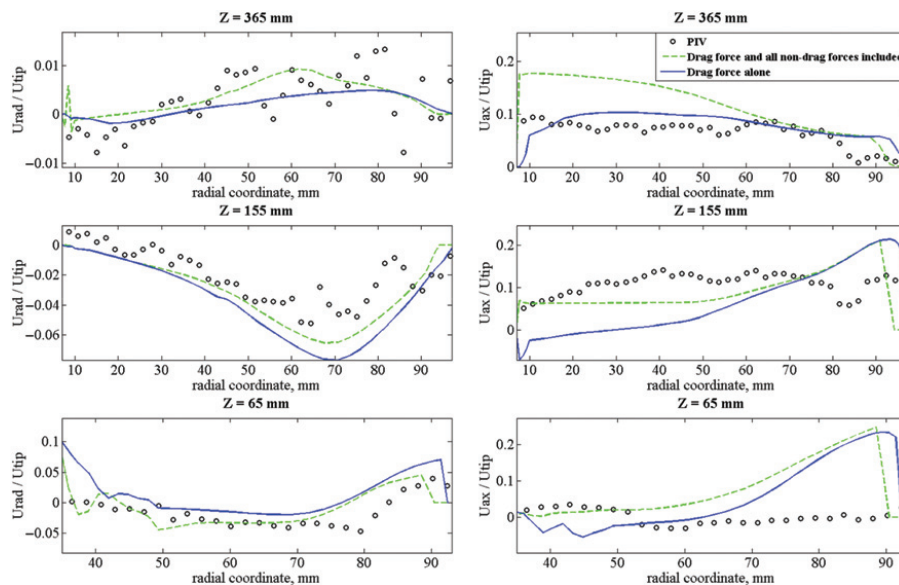 Z = 365 mm
Urad / Utip
0.01
0
−0.01
10 20 30 40 50 60 70 80 90
radial coordinate, mm
Z = 365 mm
Uax / Utip
0.2
0.1
0
PIV
Drag force and all non-drag forces included
Drag force alone
10 20 30 40 50 60 70 80 90
radial coordinate, mm
Z = 155 mm
Urad / Utip
0
−0.02
−0.04
−0.06
10 20 30 40 50 60 70 80 90
radial coordinate, mm
Z = 155 mm
Uax / Utip
0.2
0.1
0
10 20 30 40 50 60 70 80 90
radial coordinate, mm
Z = 65 mm
Urad / Utip
0.1
0.05
0
−0.05
40 50 60 70 80 90
radial coordinate, mm
Z = 65 mm
Uax / Utip
0.2
0.1
0
40 50 60 70 80 90
radial coordinate, mm